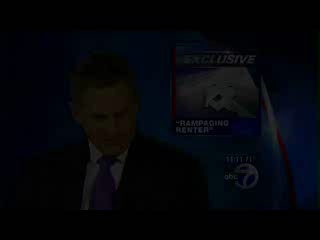 EXCLUSIVE
"RAMPAGING
RENTER"
abc 7